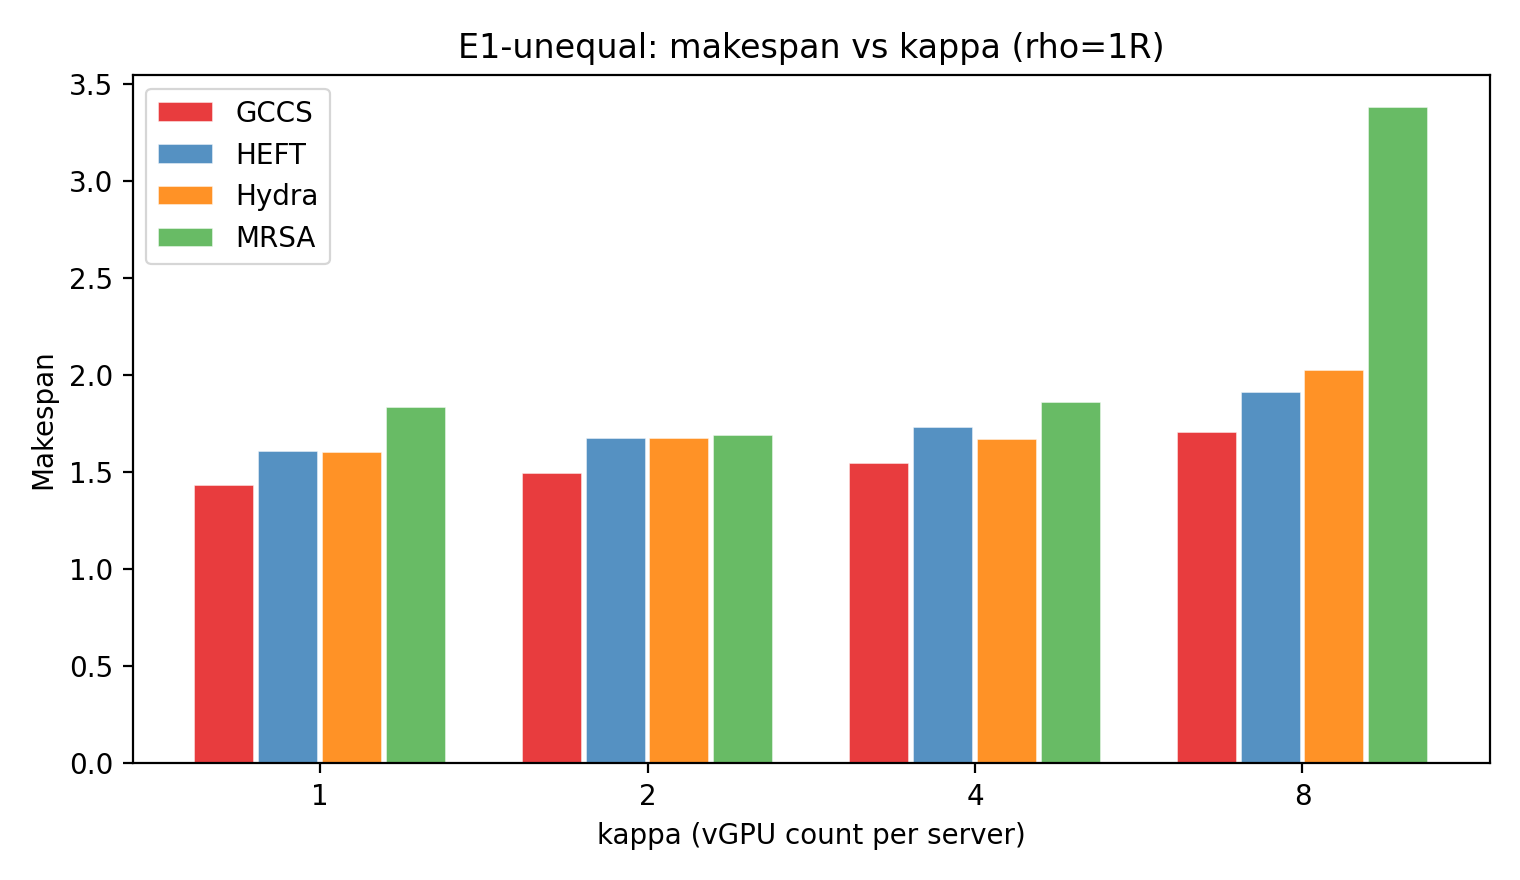 E1-unequal: makespan vs kappa (rho=1R)
GCCS
HEFT
Hydra
MRSA
Makespan
3.5
3.0
2.5
2.0
1.5
1.0
0.5
0.0
1
2
4
8
kappa (vGPU count per server)